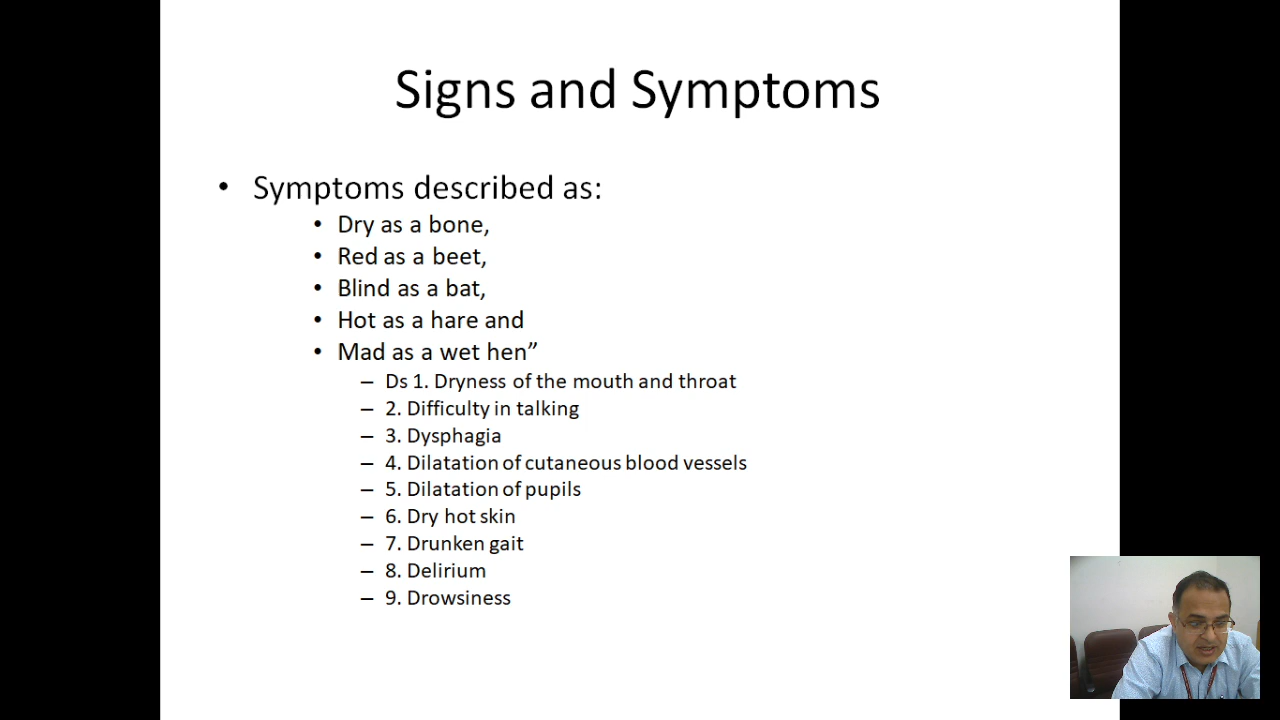 Signs and Symptoms
• Symptoms described as:
• Dry as a bone,
• Red as a beet,
• Blind as a bat,
• Hot as a hare and
• Mad as a wet hen”
– Ds 1. Dryness of the mouth and throat
– 2. Difficulty in talking
– 3. Dysphagia
– 4. Dilatation of cutaneous blood vessels
– 5. Dilatation of pupils
– 6. Dry hot skin
– 7. Drunken gait
– 8. Delirium
– 9. Drowsiness